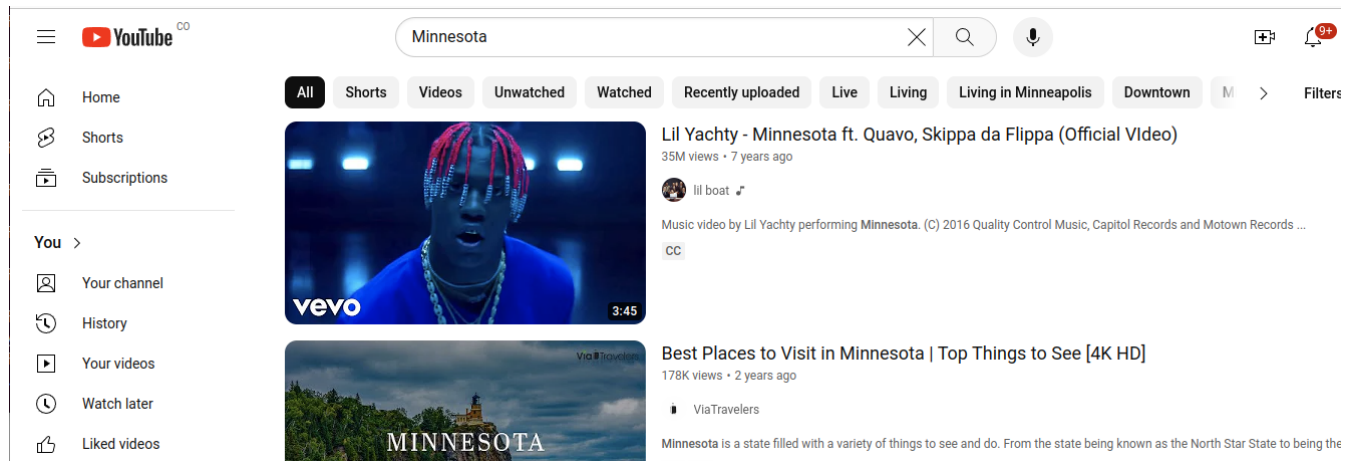 YouTube CO
Minnesota
9+
Home
Shorts
Subscriptions
You
Your channel
History
Your videos
Watch later
Liked videos
All Shorts Videos Unwatched Watched Recently uploaded Live Living Living in Minneapolis Downtown M Filters
vevo
3:45
Lil Yachty - Minnesota ft. Quavo, Skippa da Flippa (Official VIdeo)
35M views • 7 years ago
lil boat
Music video by Lil Yachty performing Minnesota. (C) 2016 Quality Control Music, Capitol Records and Motown Records ...
CC
Via Travelers
MINNESOTA
Best Places to Visit in Minnesota | Top Things to See [4K HD]
178K views • 2 years ago
ViaTravelers
Minnesota is a state filled with a variety of things to see and do. From the state being known as the North Star State to being the